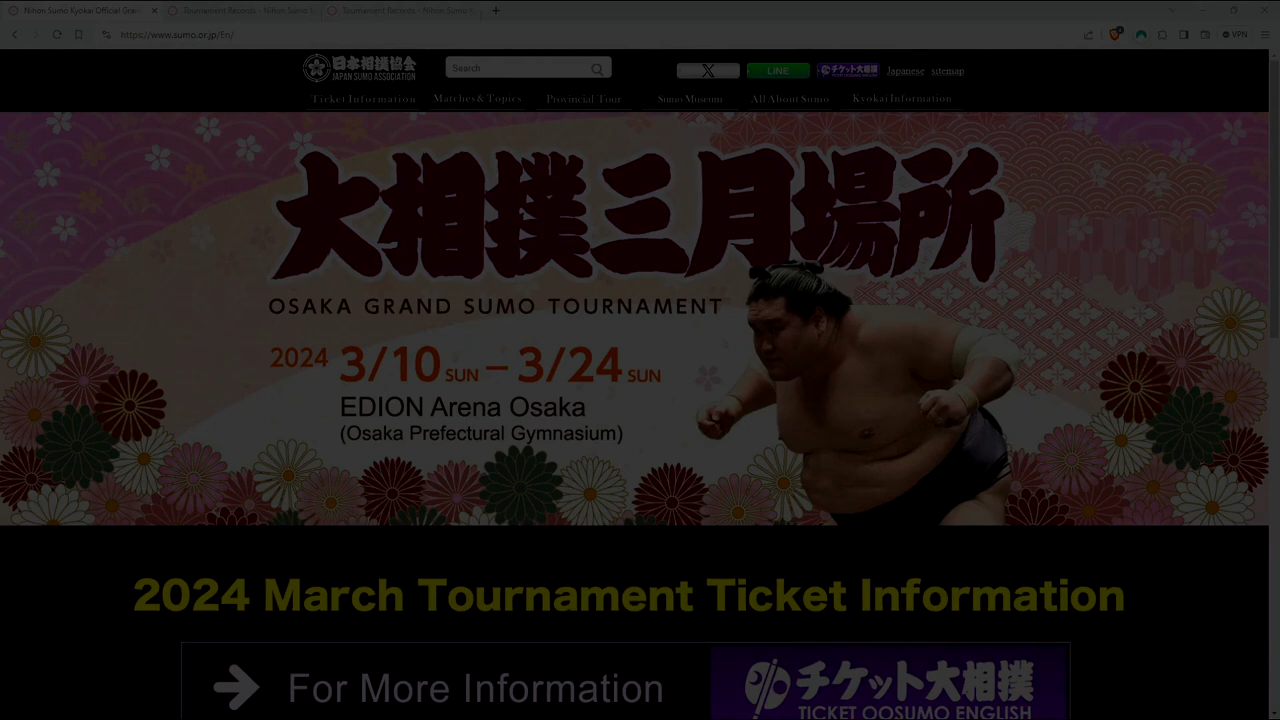 Nihon Sumo Kyokai Official Gra
Tournament Records - Nihon Sumo
Tournament Records - Nihon Sumo
https://www.sumo.or.jp/En/
VPN
日本相撲協会
JAPAN SUMO ASSOCIATION
Search
X
LINE
チケット大相撲
Japanese
sitemap
Ticket Information
Matches & Topics
Provincial Tour
Sumo Museum
All About Sumo
Kyokai Information
大相撲三月場所
OSAKA GRAND SUMO TOURNAMENT
2024 3/10 SUN – 3/24 SUN
EDION Arena Osaka
(Osaka Prefectural Gymnasium)
2024 March Tournament Ticket Information
For More Information
チケット大相撲
TICKET OOSUMO ENGLISH